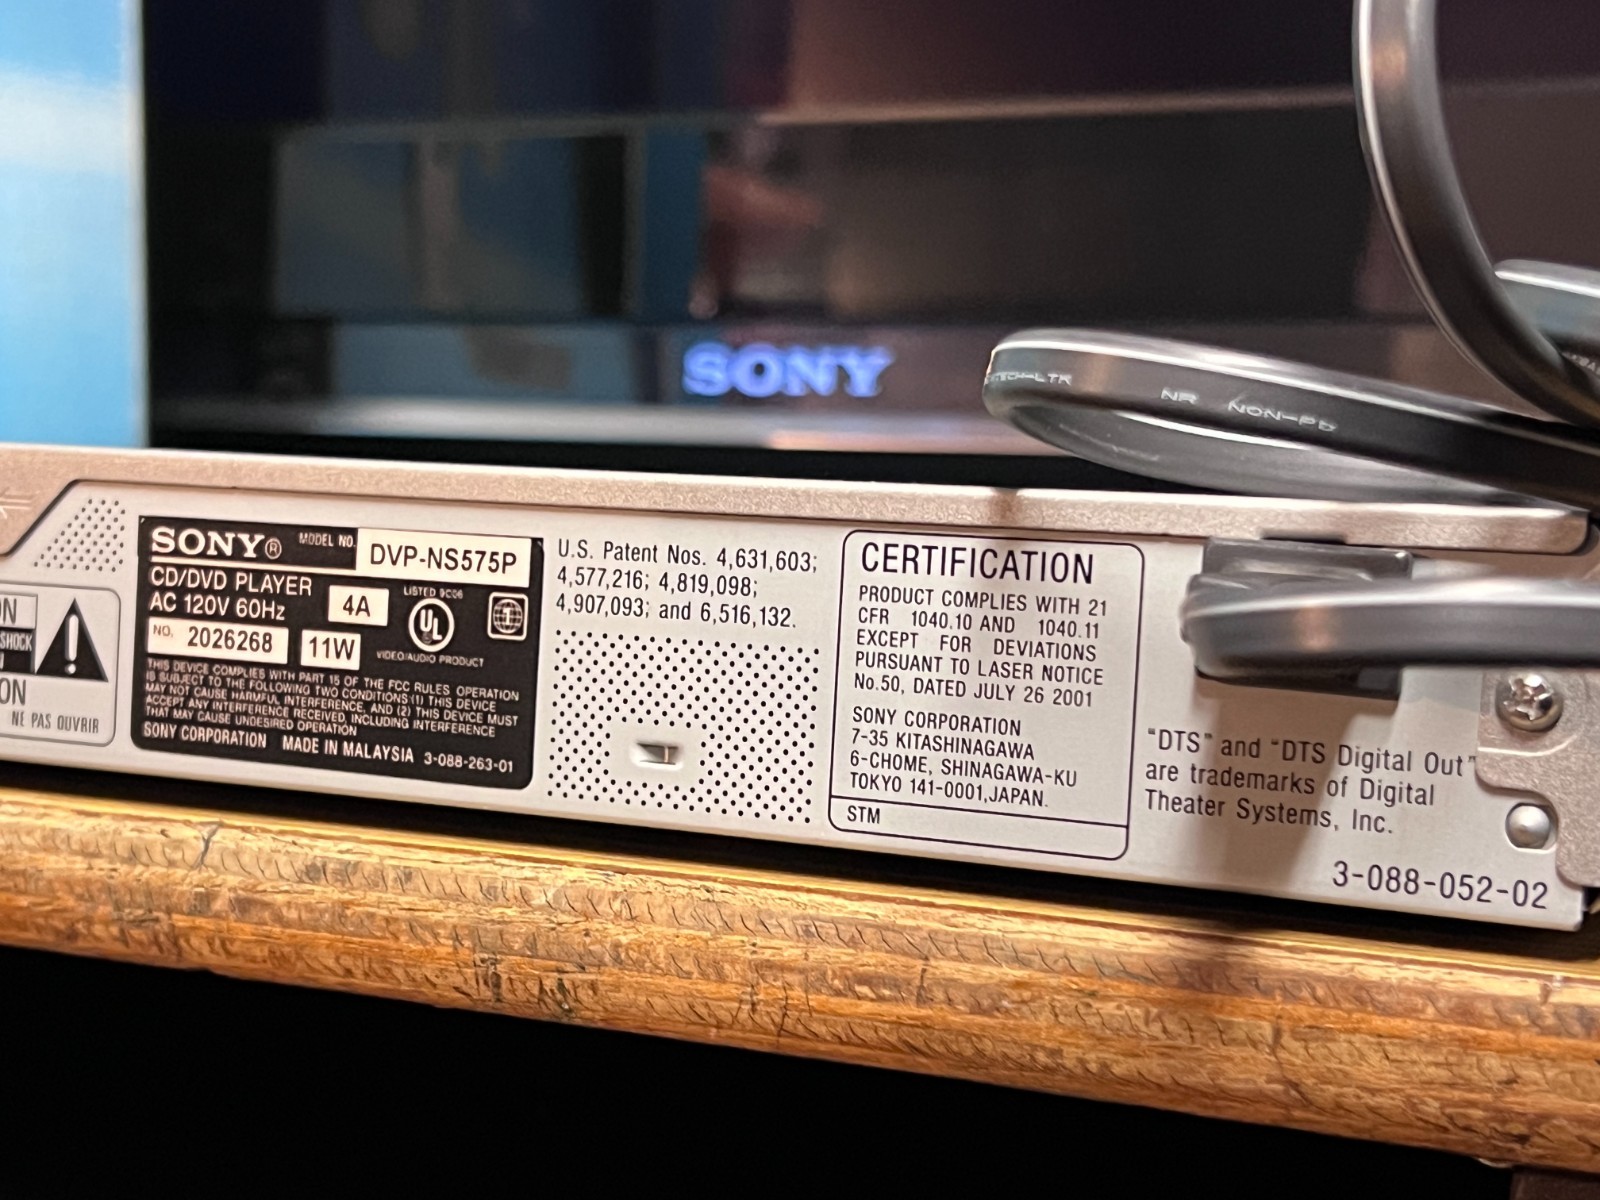 SONY
NR NON-PB
SONY® MODEL NO. DVP-NS575P
CD/DVD PLAYER
AC 120V 60Hz 4A
LISTED 9C06
UL
NO. 2026268 11W
VIDEO/AUDIO PRODUCT
THIS DEVICE COMPLIES WITH PART 15 OF THE FCC RULES OPERATION
IS SUBJECT TO THE FOLLOWING TWO CONDITIONS:(1) THIS DEVICE
MAY NOT CAUSE HARMFUL INTERFERENCE, AND (2) THIS DEVICE MUST
ACCEPT ANY INTERFERENCE RECEIVED, INCLUDING INTERFERENCE
THAT MAY CAUSE UNDESIRED OPERATION
SONY CORPORATION MADE IN MALAYSIA 3-088-263-01
SHOCK
NE PAS OUVRIR
U.S. Patent Nos. 4,631,603;
4,577,216; 4,819,098;
4,907,093; and 6,516,132.
CERTIFICATION
PRODUCT COMPLIES WITH 21
CFR 1040.10 AND 1040.11
EXCEPT FOR DEVIATIONS
PURSUANT TO LASER NOTICE
No.50, DATED JULY 26 2001
SONY CORPORATION
7-35 KITASHINAGAWA
6-CHOME, SHINAGAWA-KU
TOKYO 141-0001,JAPAN.
STM
"DTS" and "DTS Digital Out"
are trademarks of Digital
Theater Systems, Inc.
3-088-052-02